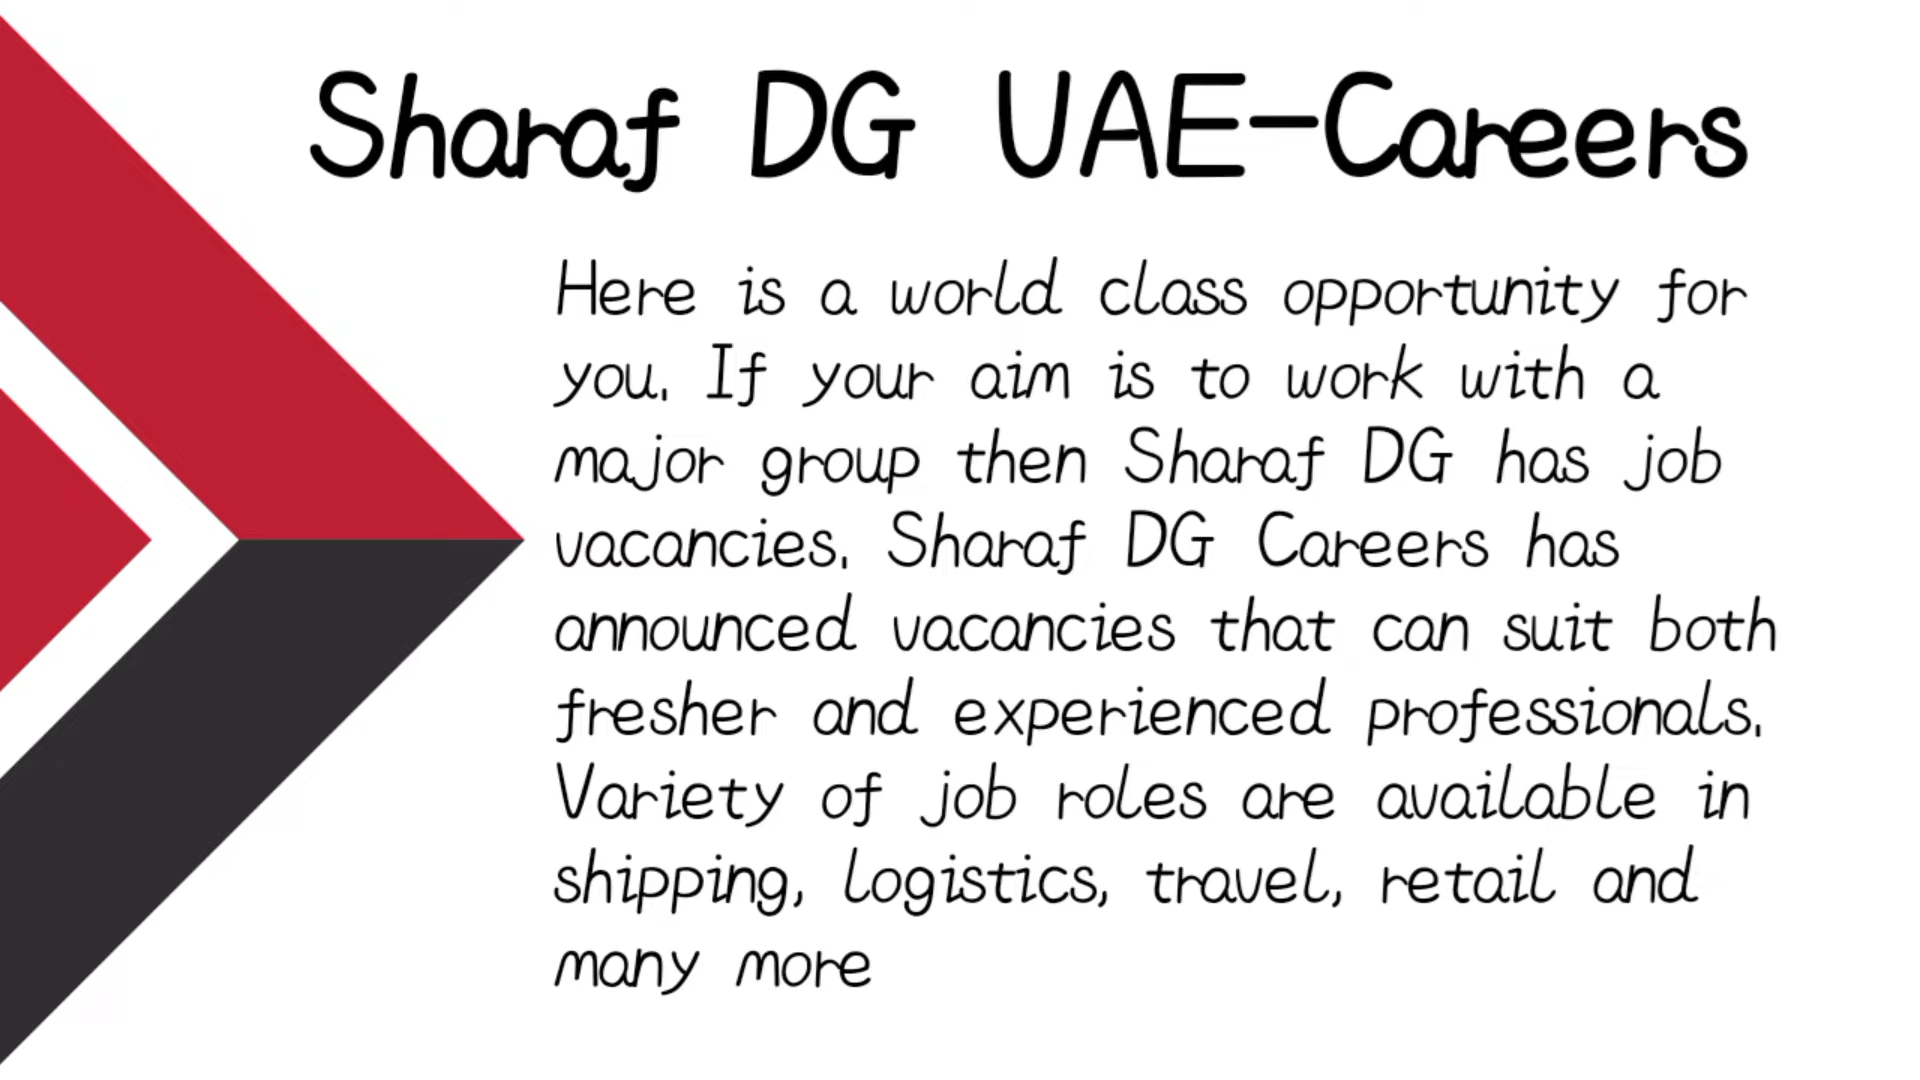 Sharaf DG UAE-Careers
Here is a world class opportunity for
you. If your aim is to work with a
major group then Sharaf DG has job
vacancies. Sharaf DG Careers has
announced vacancies that can suit both
fresher and experienced professionals.
Variety of job roles are available in
shipping, logistics, travel, retail and
many more